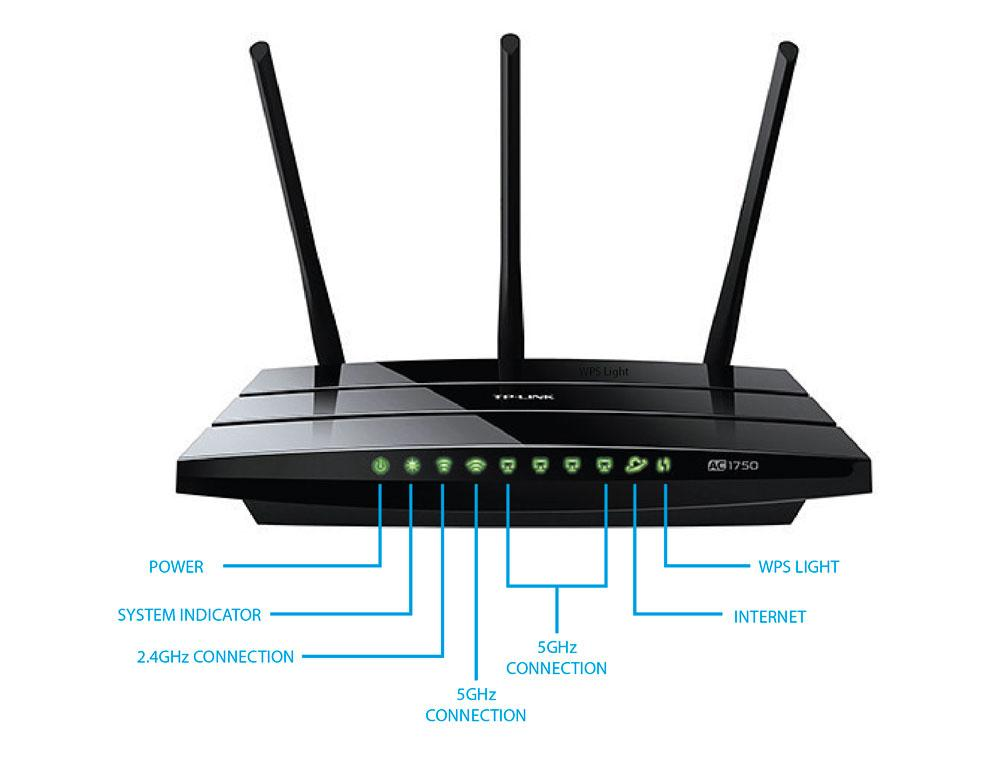 WPS Light
TP-LINK
AC1750
POWER
WPS LIGHT
SYSTEM INDICATOR
INTERNET
2.4GHz CONNECTION
5GHz
CONNECTION
5GHz
CONNECTION